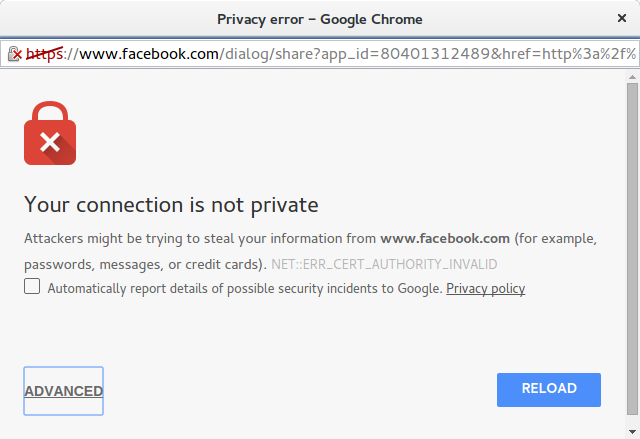 Privacy error – Google Chrome
https://www.facebook.com/dialog/share?app_id=80401312489&href=http%3a%2f%
Your connection is not private
Attackers might be trying to steal your information from www.facebook.com (for example,
passwords, messages, or credit cards). NET::ERR_CERT_AUTHORITY_INVALID
Automatically report details of possible security incidents to Google. Privacy policy
ADVANCED
RELOAD